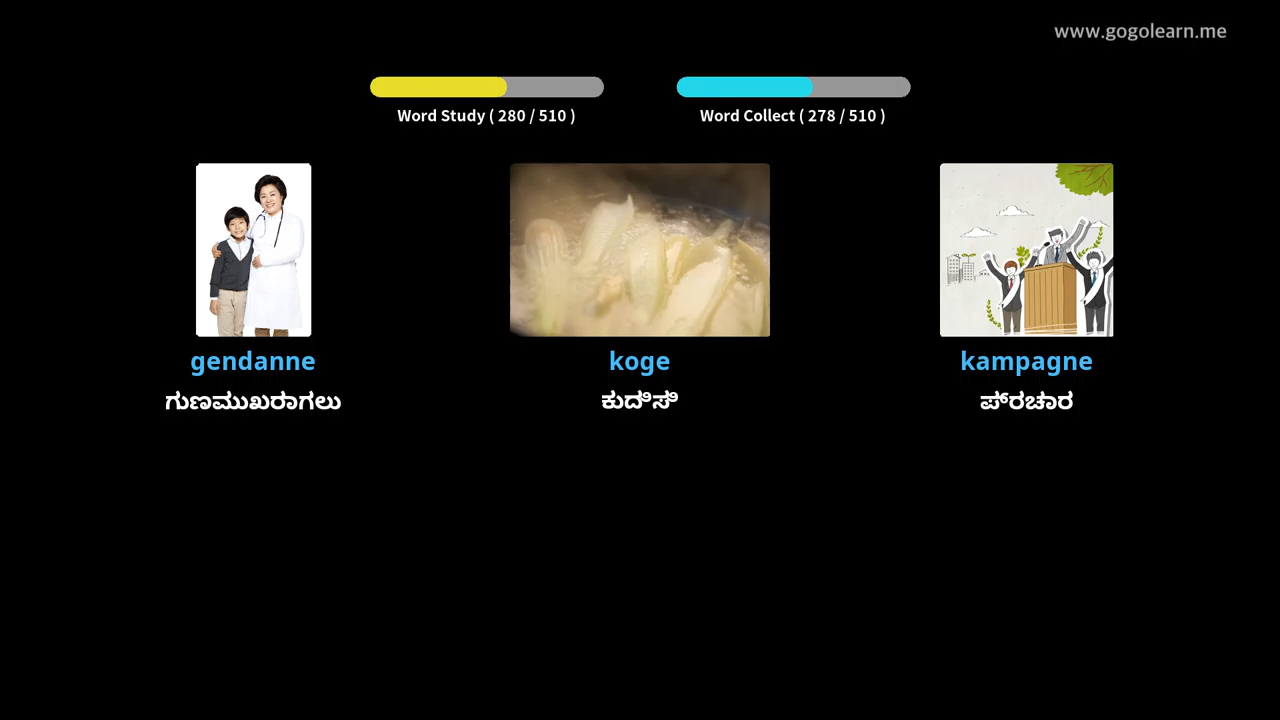 www.gogolearn.me
Word Study ( 280 / 510 )
Word Collect ( 278 / 510 )
gendanne
koge
kampagne
ಗುಣಮುಖರಾಗಲು
ಕುದಿಸಿ
ಪ್ರಚಾರ